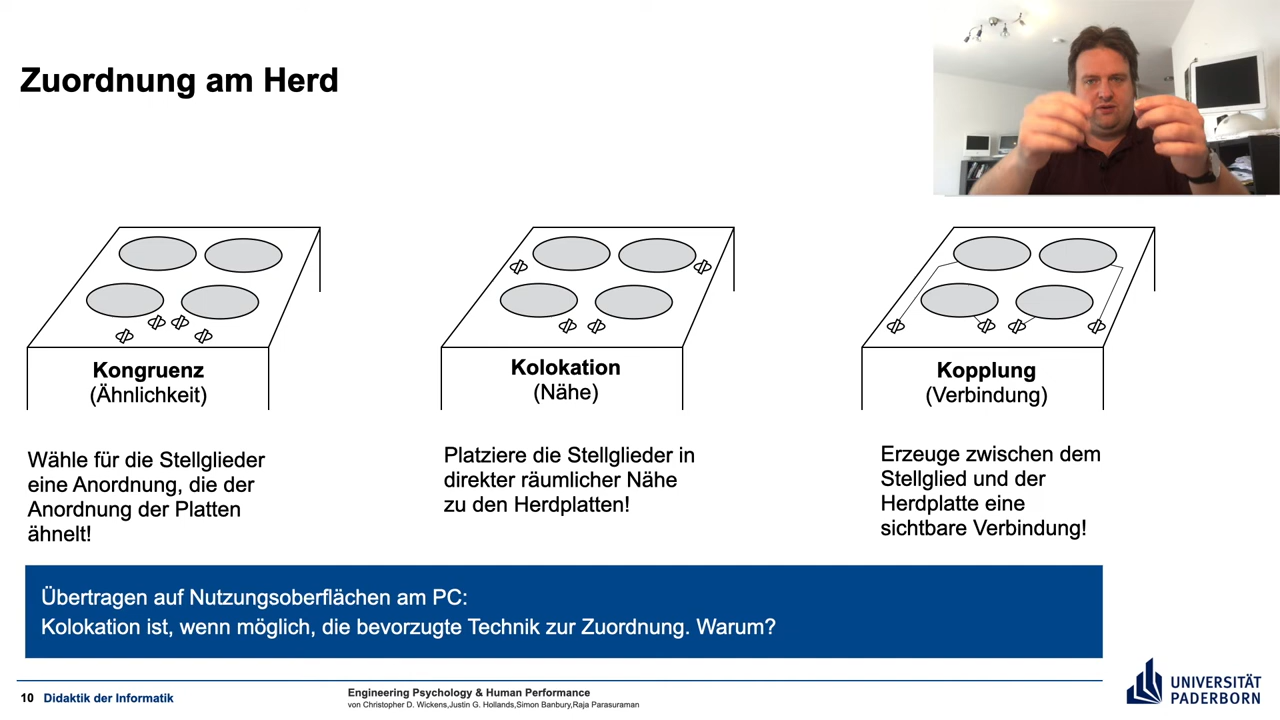 Zuordnung am Herd
Kongruenz
(Ähnlichkeit)
Kolokation
(Nähe)
Kopplung
(Verbindung)
Wähle für die Stellglieder
eine Anordnung, die der
Anordnung der Platten
ähnelt!
Platziere die Stellglieder in
direkter räumlicher Nähe
zu den Herdplatten!
Erzeuge zwischen dem
Stellglied und der
Herdplatte eine
sichtbare Verbindung!
Übertragen auf Nutzungsoberflächen am PC:
Kolokation ist, wenn möglich, die bevorzugte Technik zur Zuordnung. Warum?
10 Didaktik der Informatik
Engineering Psychology & Human Performance
von Christopher D. Wickens,Justin G. Hollands,Simon Banbury,Raja Parasuraman
UNIVERSITÄT
PADERBORN